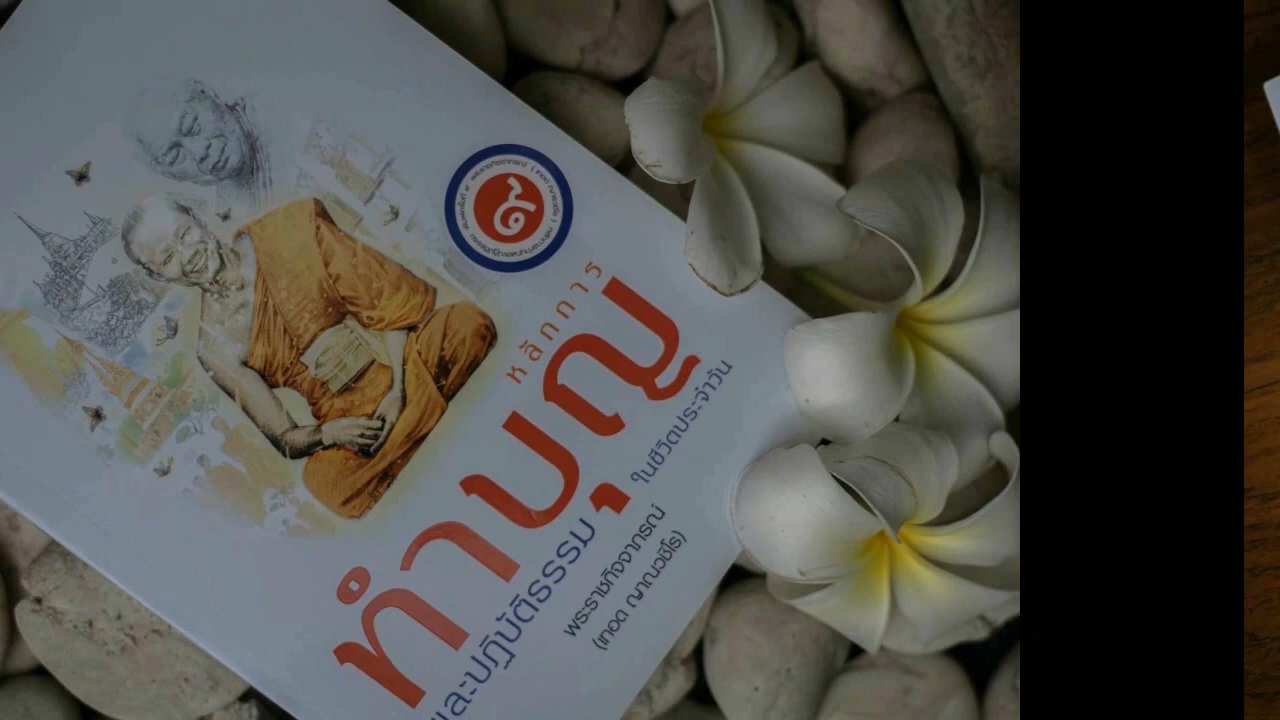 ๙
หลักการ
ทำบุญ
และปฏิบัติธรรม ในชีวิตประจำวัน
พระราชกิจจาภรณ์
(เทอด ญาณวชิโร)